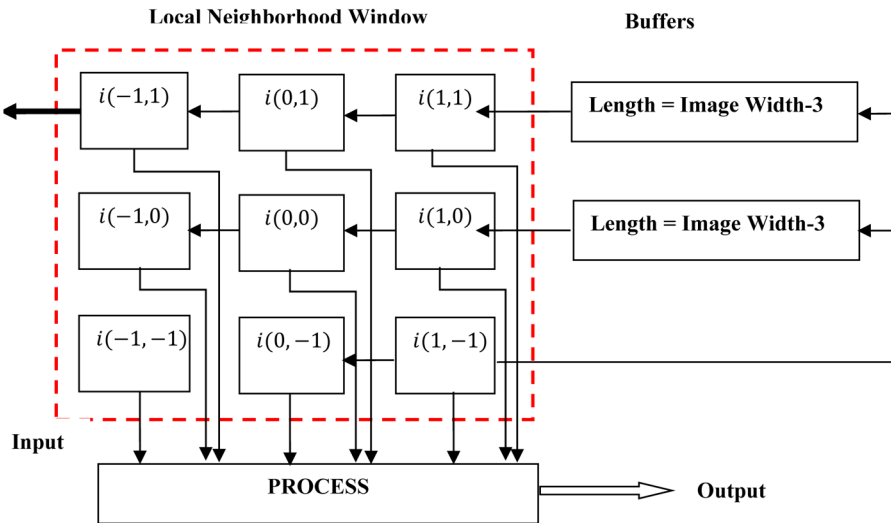 Local Neighborhood Window
Buffers
i(−1,1)
i(0,1)
i(1,1)
Length = Image Width-3
i(−1,0)
i(0,0)
i(1,0)
Length = Image Width-3
i(−1,−1)
i(0,−1)
i(1,−1)
Input
PROCESS
Output